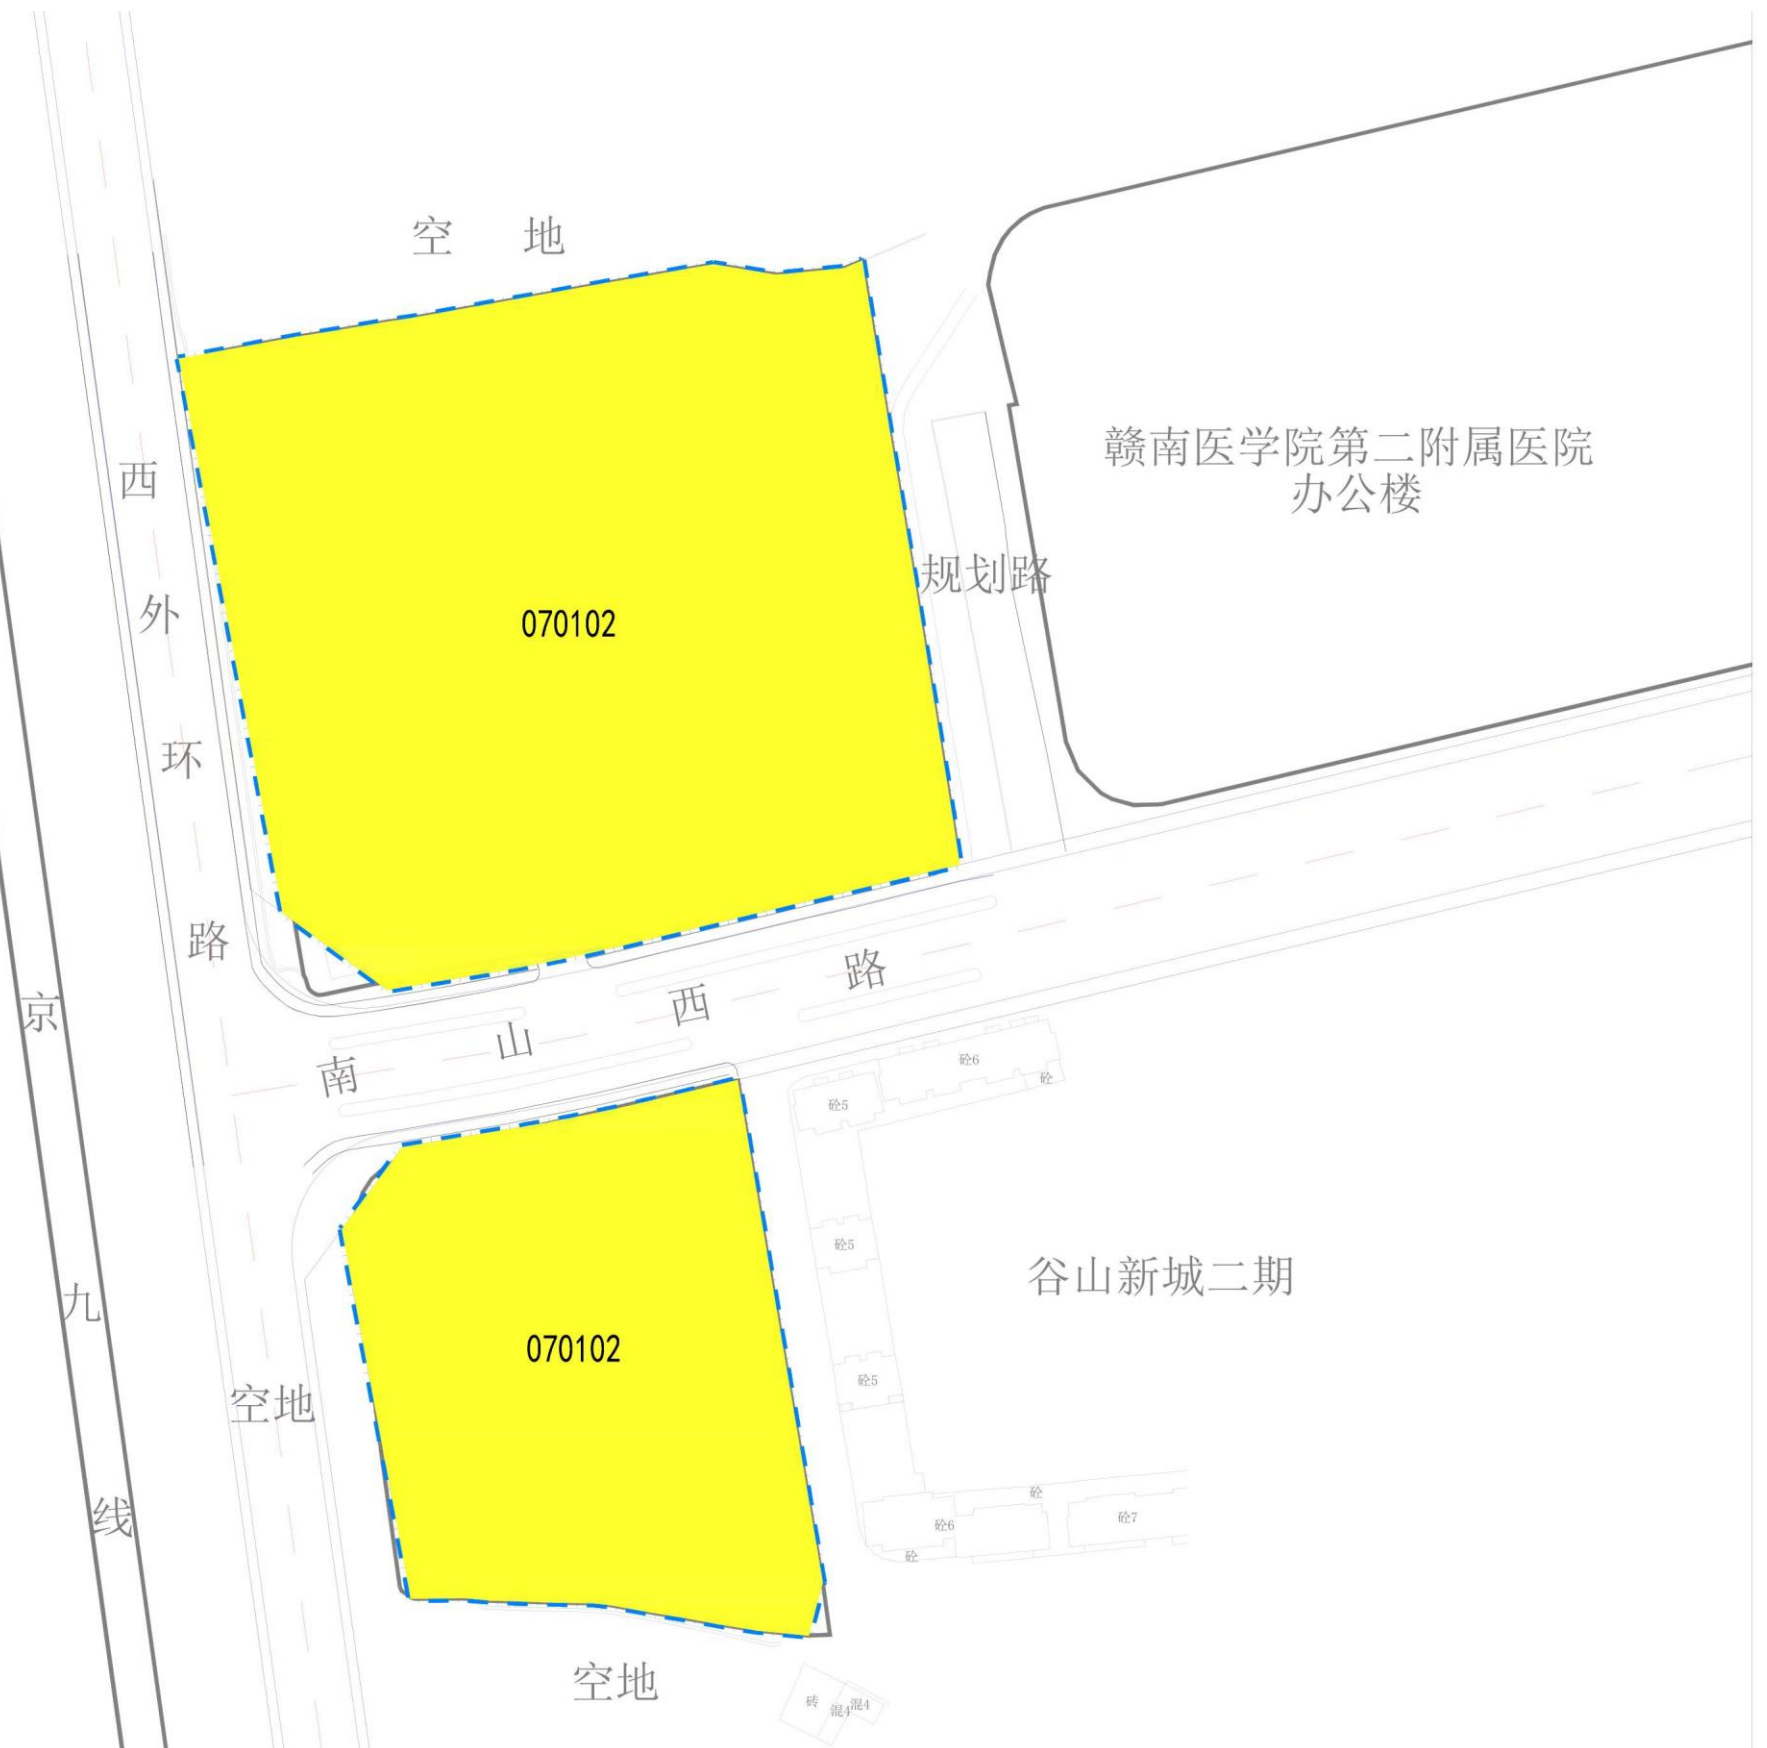 空 地
西外环路
赣南医学院第二附属医院
办公楼
规划路
070102
南山西路
京九线
砼6
砼
砼5
砼5
砼5
谷山新城二期
070102
空地
砼
砼6
砼7
砼
空地
砖
混4
混4